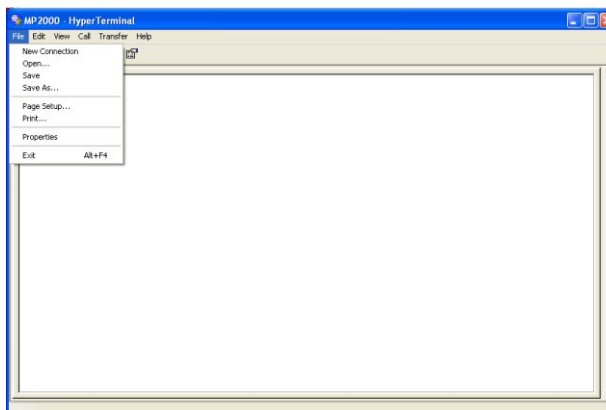 MP2000 - HyperTerminal
File Edit View Call Transfer Help
New Connection
Open...
Save
Save As...
Page Setup...
Print...
Properties
Exit Alt+F4